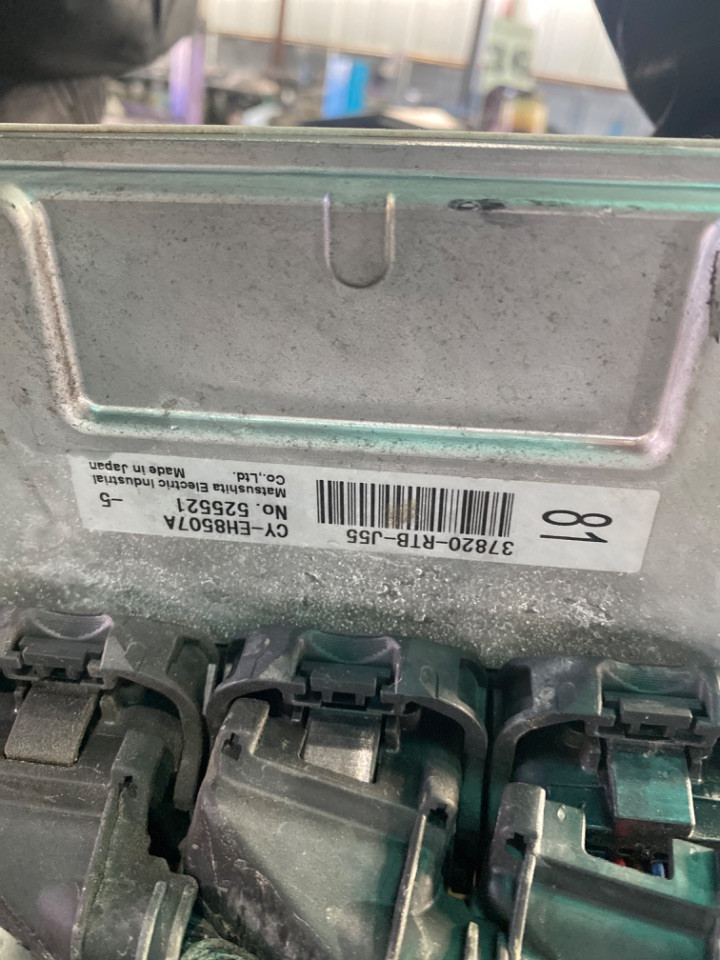 81
37820-RTB-J55
CY-EH8507A
No. 525521 -5
Matsushita Electric Industrial
Co.,Ltd. Made in Japan